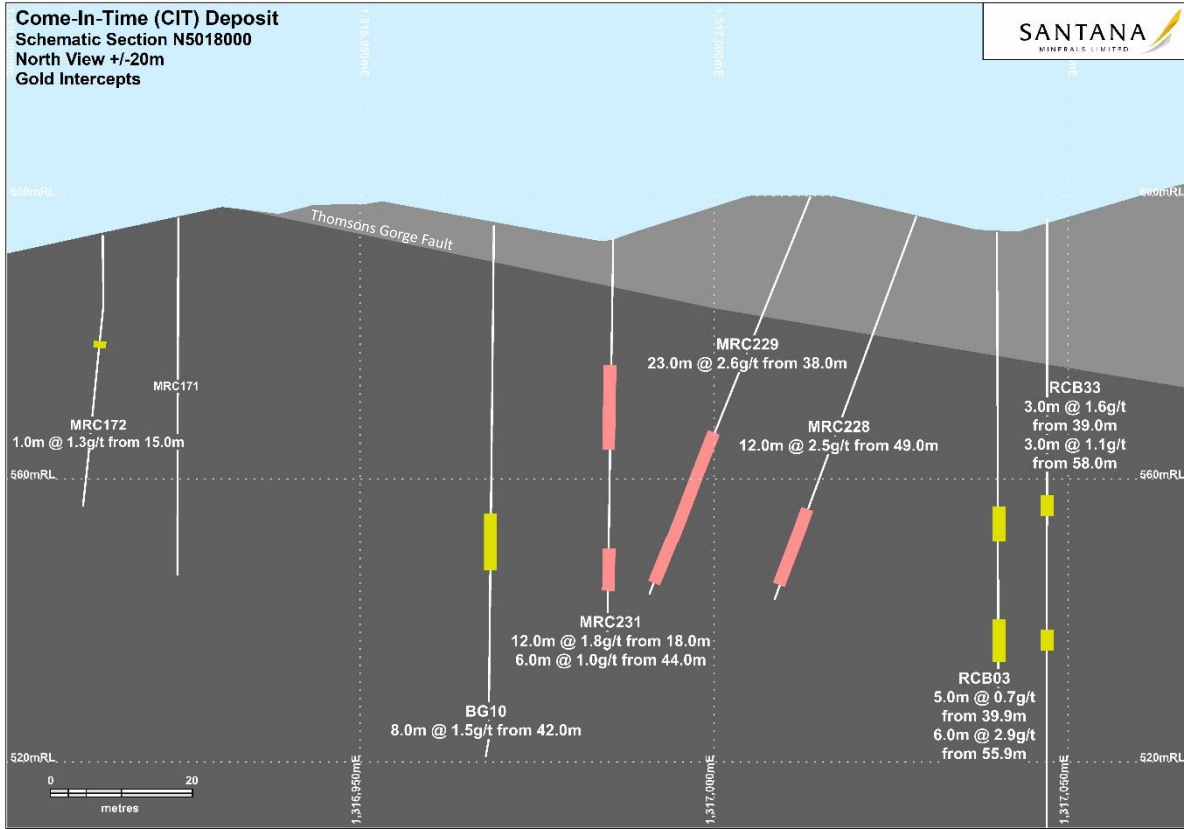 Come-In-Time (CIT) Deposit
Schematic Section N5018000
North View +/-20m
Gold Intercepts
SANTANA
MINERALS LIMITED
1,316,950mE
1,317,000mE
600mRL
600mRL
Thomsons Gorge Fault
MRC229
23.0m @ 2.6g/t from 38.0m
MRC171
RCB33
3.0m @ 1.6g/t
from 39.0m
3.0m @ 1.1g/t
from 58.0m
MRC172
1.0m @ 1.3g/t from 15.0m
MRC228
12.0m @ 2.5g/t from 49.0m
560mRL
560mRL
MRC231
12.0m @ 1.8g/t from 18.0m
6.0m @ 1.0g/t from 44.0m
RCB03
5.0m @ 0.7g/t
from 39.9m
6.0m @ 2.9g/t
from 55.9m
BG10
8.0m @ 1.5g/t from 42.0m
520mRL
520mRL
0 20
metres
1,316,950mE
1,317,000mE
1,317,050mE